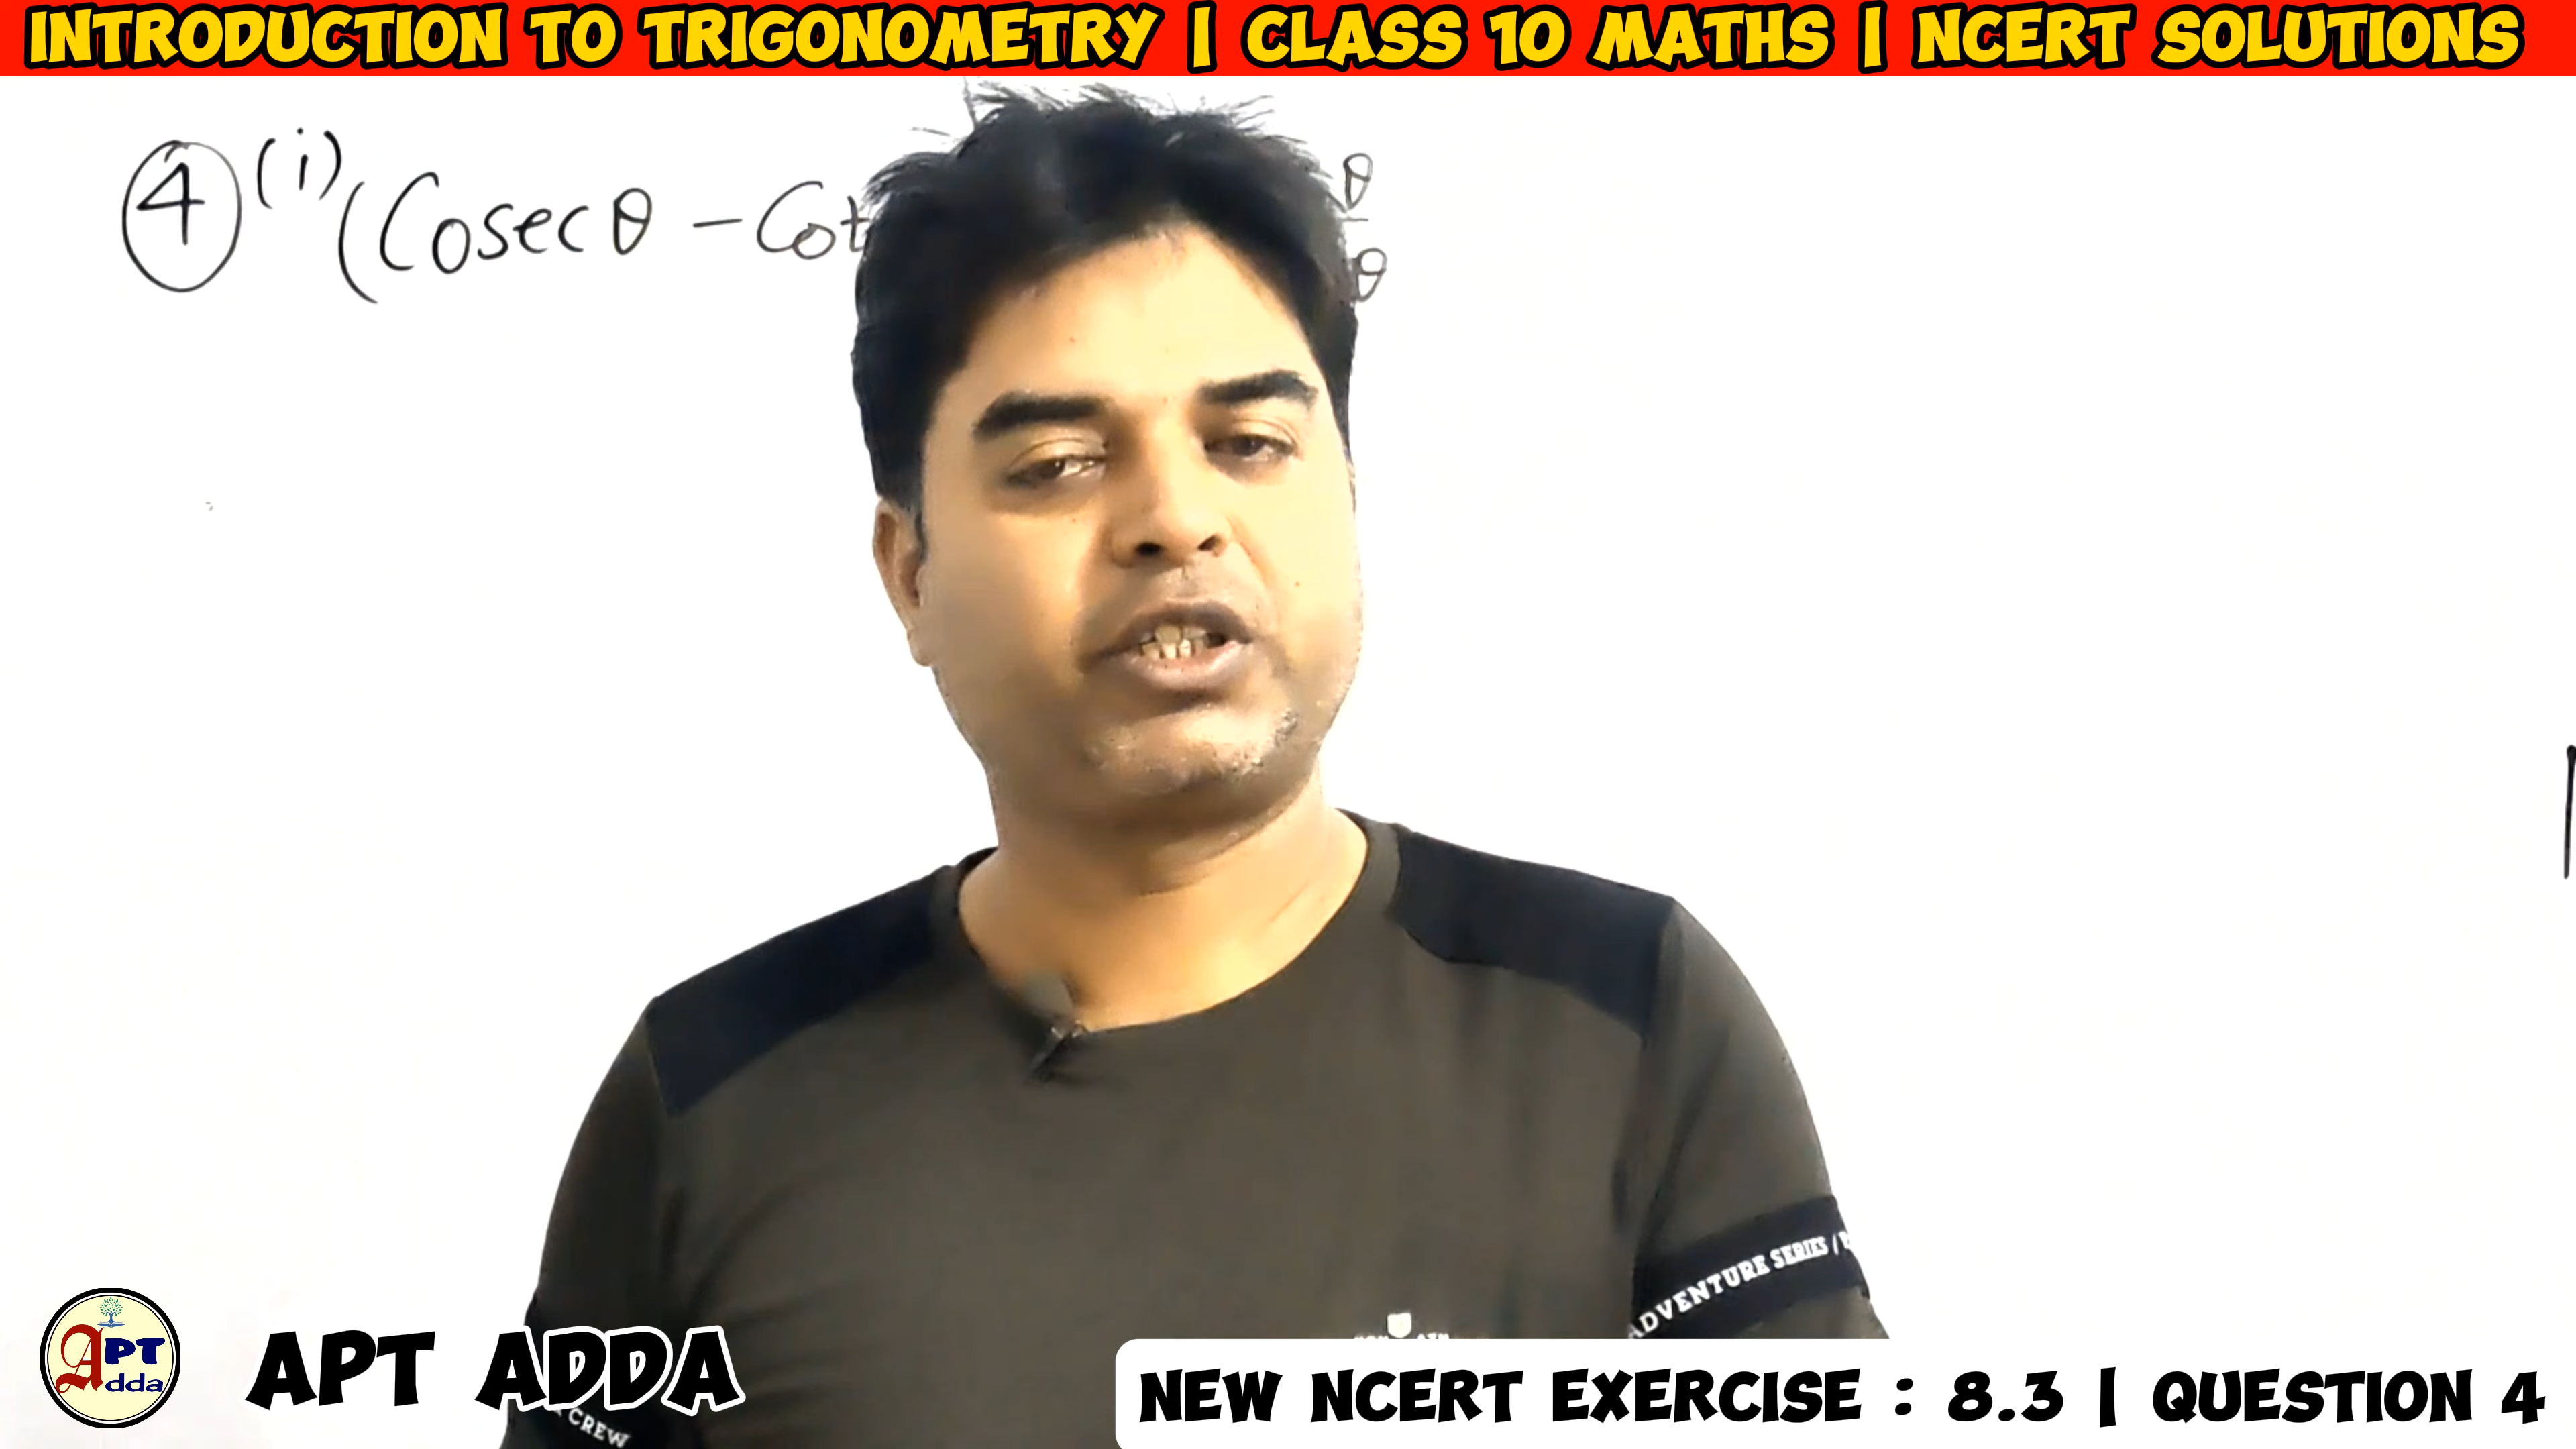 INTRODUCTION TO TRIGONOMETRY | CLASS 10 MATHS | NCERT SOLUTIONS
4 (i) (Cosec θ - Cot
θ
θ
ADVENTURE SERIES /
CREW
APT Adda
APT ADDA
NEW NCERT EXERCISE : 8.3 | QUESTION 4